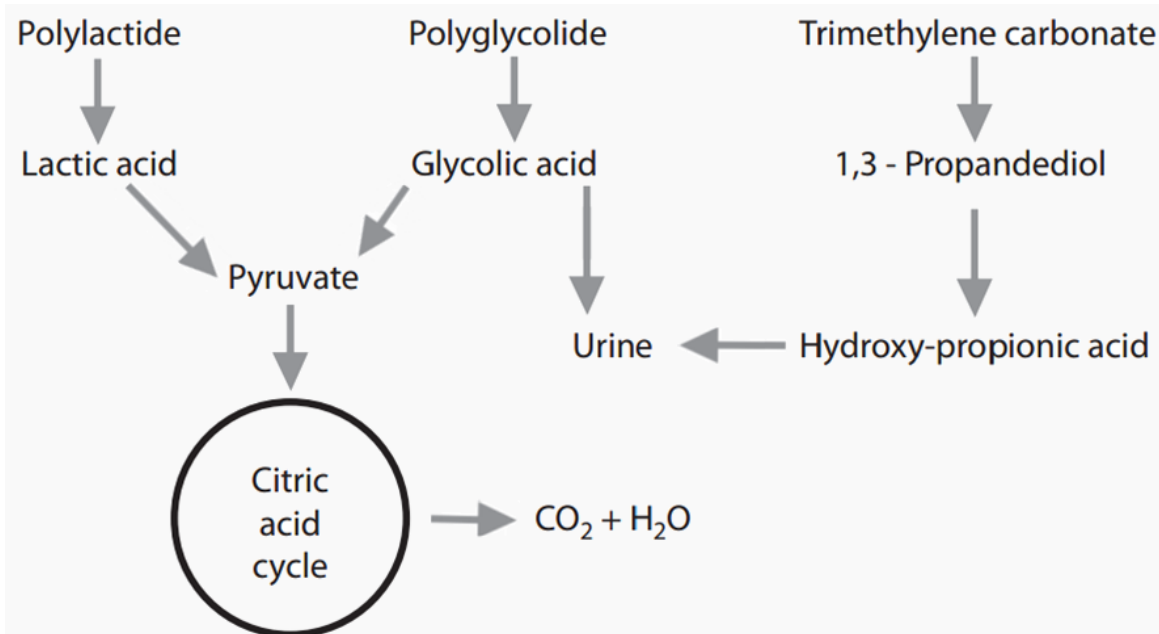 Polylactide
Polyglycolide
Trimethylene carbonate
Lactic acid
Glycolic acid
1,3 - Propandediol
Pyruvate
Urine
Hydroxy-propionic acid
Citric
acid
cycle
CO₂ + H₂O